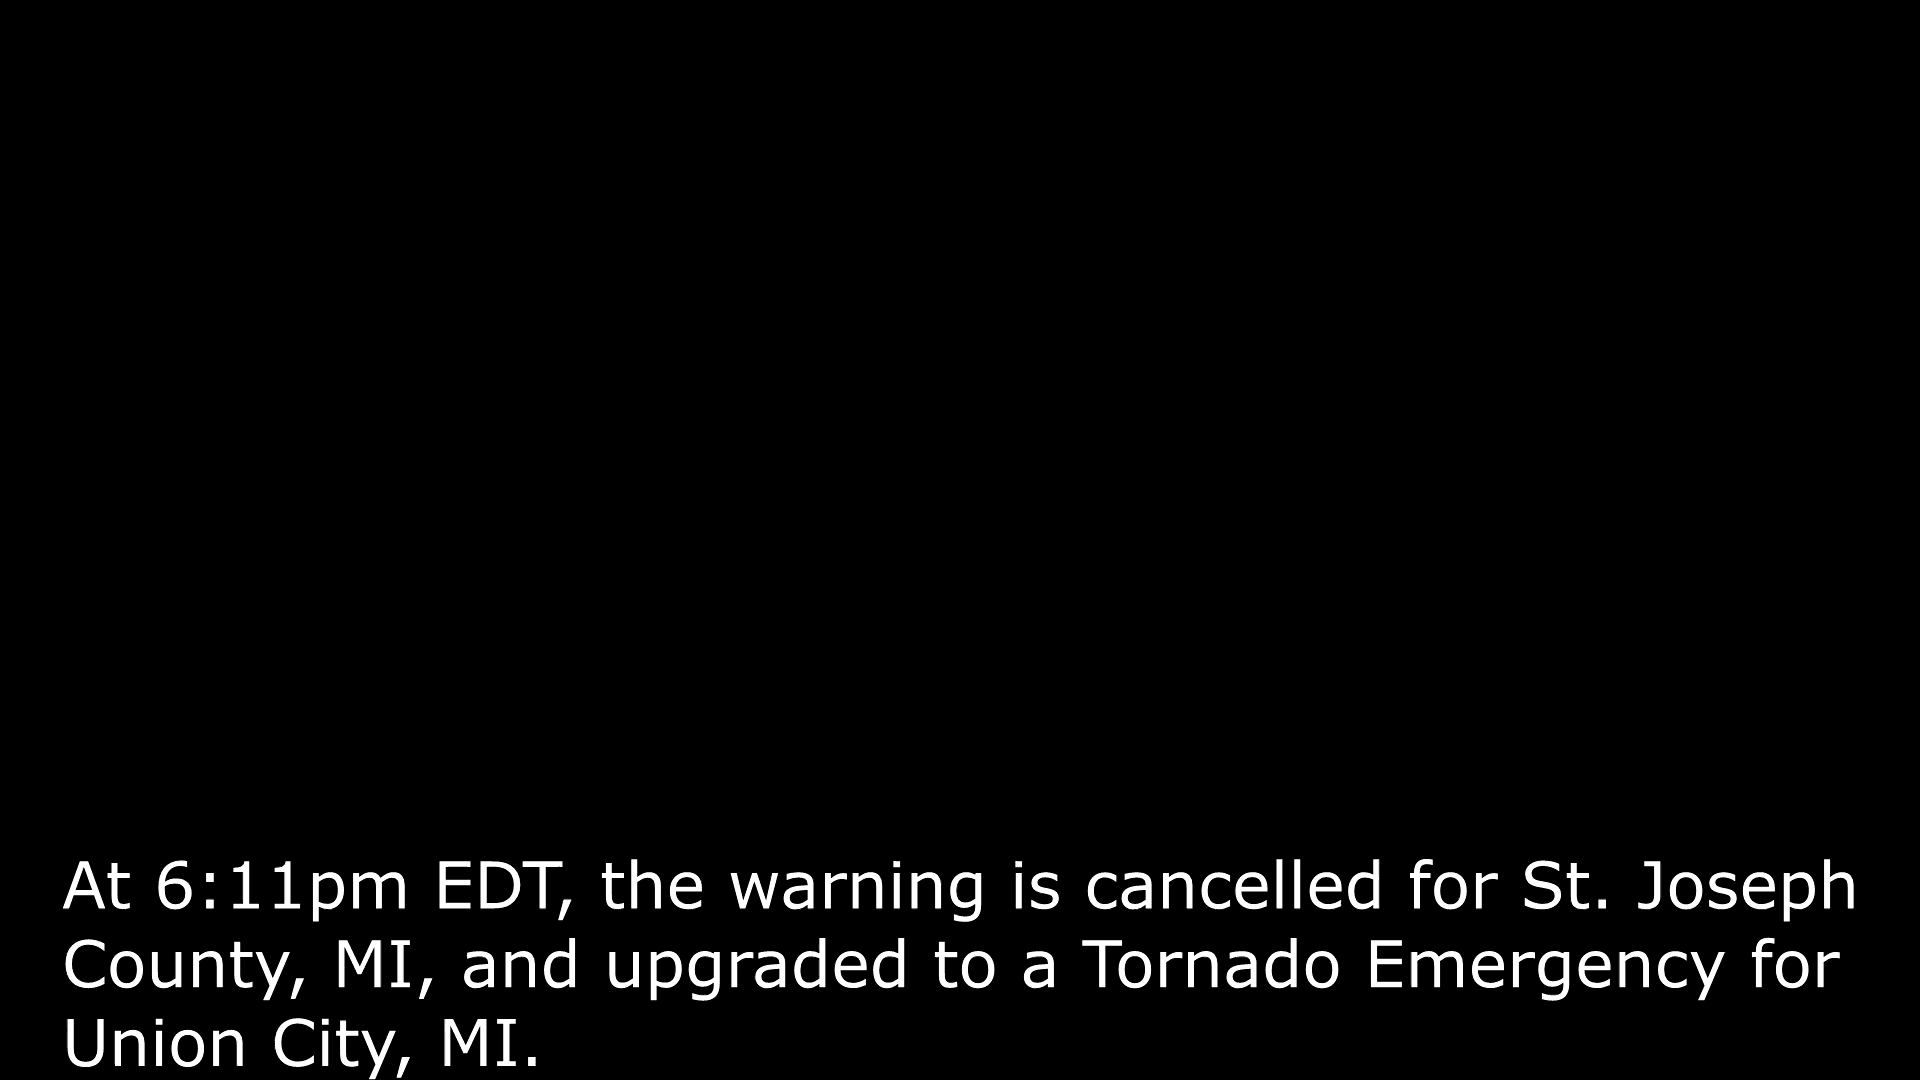 At 6:11pm EDT, the warning is cancelled for St. Joseph
County, MI, and upgraded to a Tornado Emergency for
Union City, MI.